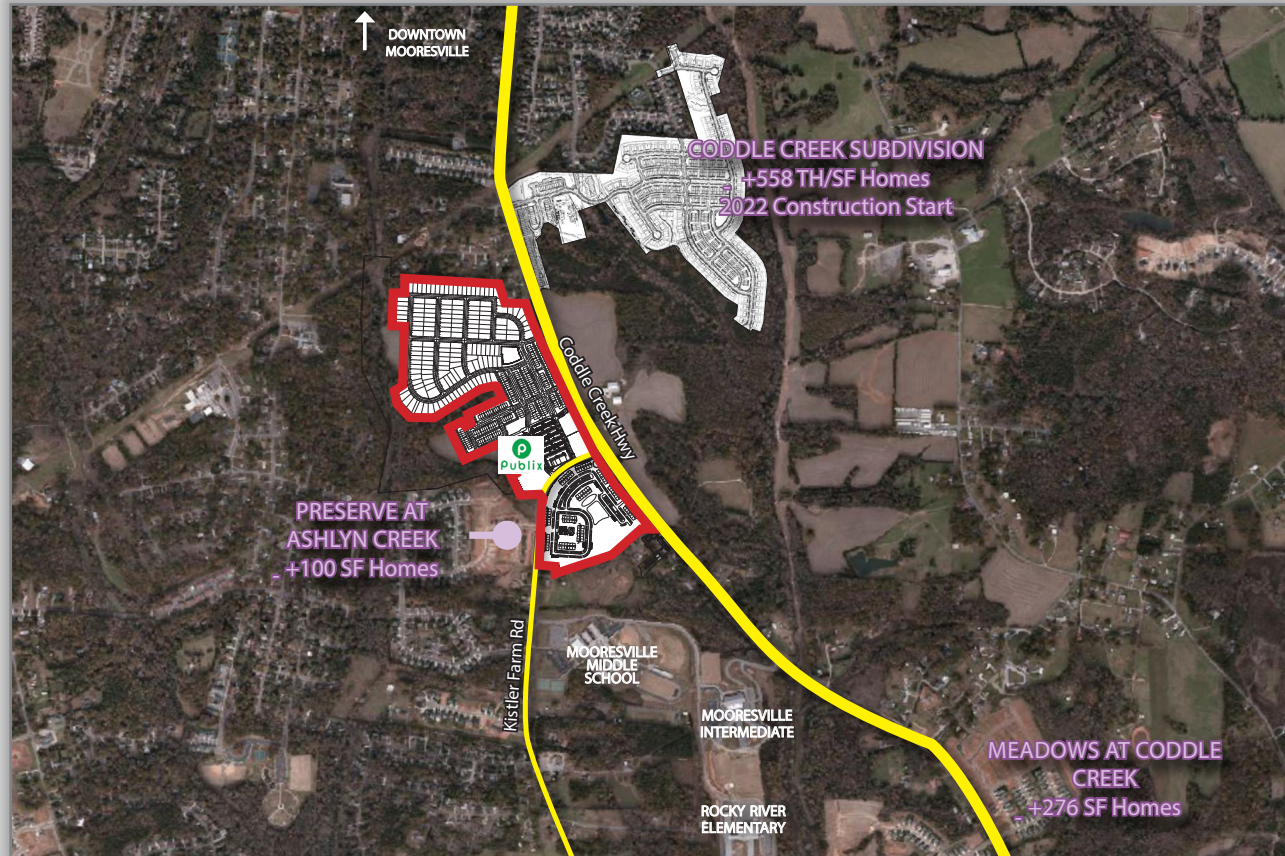 DOWNTOWN
MOORESVILLE
CODDLE CREEK SUBDIVISION
- +558 TH/SF Homes
2022 Construction Start
Coddle Creek Hwy
Publix
PRESERVE AT
ASHLYN CREEK
- +100 SF Homes
Kistler Farm Rd
MOORESVILLE
MIDDLE
SCHOOL
MOORESVILLE
INTERMEDIATE
MEADOWS AT CODDLE
CREEK
- +276 SF Homes
ROCKY RIVER
ELEMENTARY